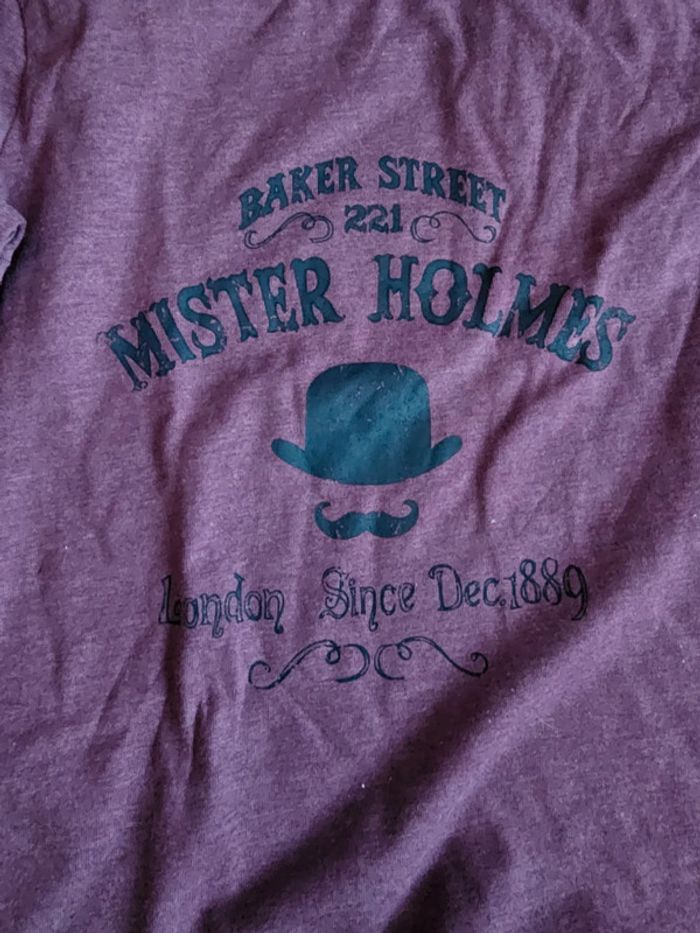 BAKER STREET
221
MISTER HOLMES
London Since Dec.1889